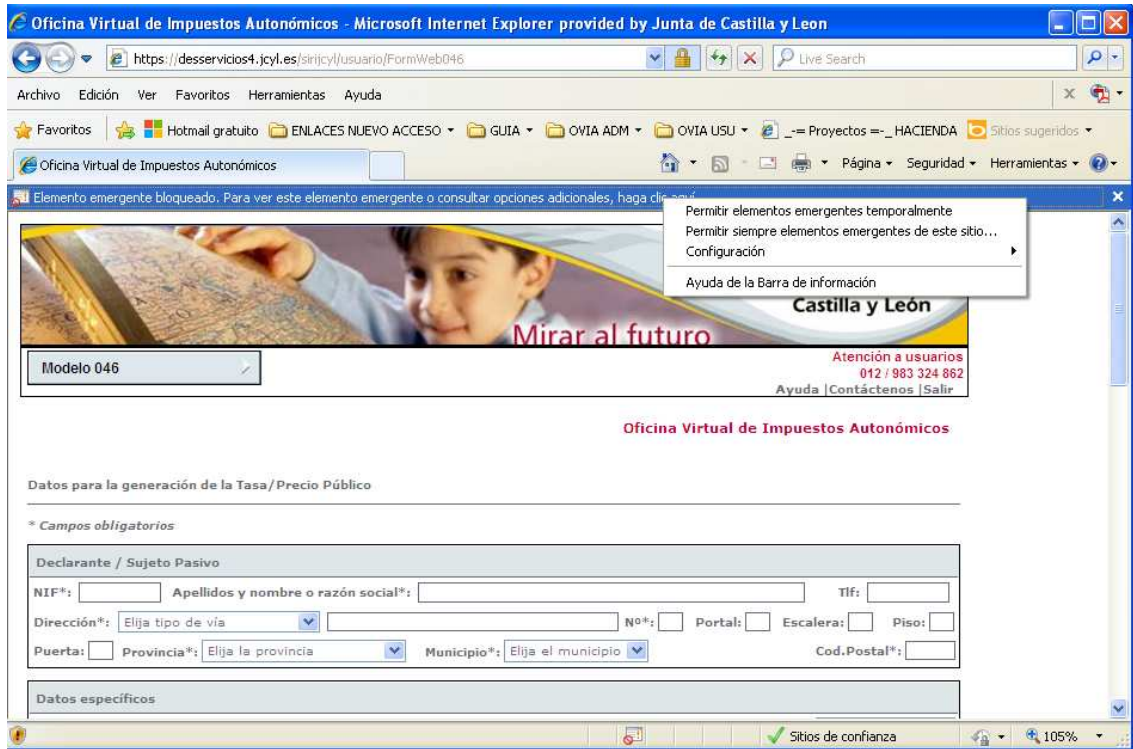 Oficina Virtual de Impuestos Autonómicos - Microsoft Internet Explorer provided by Junta de Castilla y Leon
https://desservicios4.jcyl.es/sirijcyl/usuario/FormWeb046
Live Search
Archivo Edición Ver Favoritos Herramientas Ayuda
Favoritos Hotmail gratuito ENLACES NUEVO ACCESO GUIA OVIA ADM OVIA USU _-= Proyectos =-_ HACIENDA Sitios sugeridos
Oficina Virtual de Impuestos Autonómicos Página Seguridad Herramientas
Elemento emergente bloqueado. Para ver este elemento emergente o consultar opciones adicionales, haga clic aquí
Permitir elementos emergentes temporalmente
Permitir siempre elementos emergentes de este sitio...
Configuración
Ayuda de la Barra de información
Castilla y León
Mirar al futuro
Modelo 046
Atención a usuarios
012 / 983 324 862
Ayuda |Contáctenos |Salir
Oficina Virtual de Impuestos Autonómicos
Datos para la generación de la Tasa/Precio Público
* Campos obligatorios
Declarante / Sujeto Pasivo
NIF*: Apellidos y nombre o razón social*: Tlf:
Dirección*: Elija tipo de vía Nº*: Portal: Escalera: Piso:
Puerta: Provincia*: Elija la provincia Municipio*: Elija el municipio Cod.Postal*:
Datos específicos
Sitios de confianza 105%